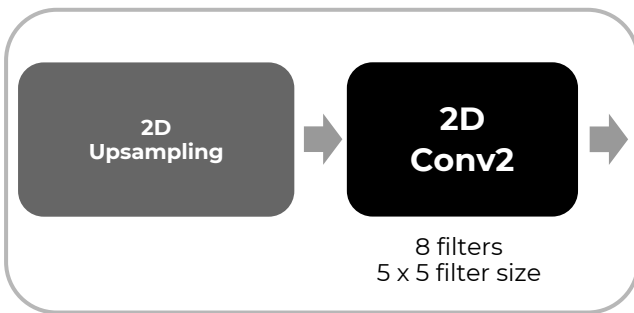 2D
Upsampling
2D
Conv2
8 filters
5 x 5 filter size